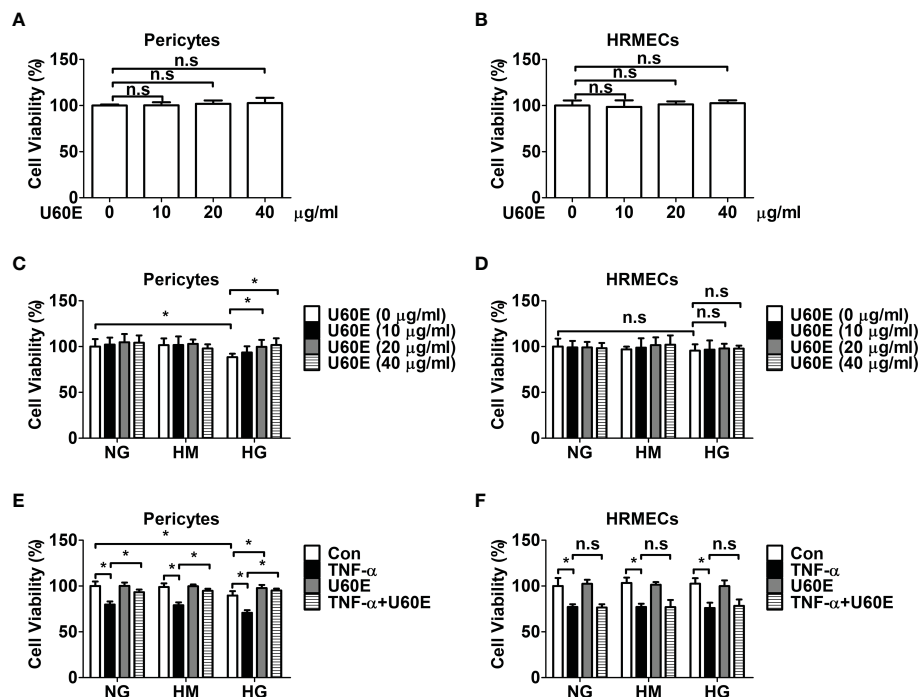 A
Pericytes
Cell Viability (%)
150
100
50
0
n.s
n.s
n.s
U60E 0 10 20 40 μg/ml
B
HRMECs
Cell Viability (%)
150
100
50
0
n.s
n.s
n.s
U60E 0 10 20 40 μg/ml
C
Pericytes
Cell Viability (%)
150
100
50
0
*
*
*
NG HM HG
U60E (0 μg/ml)
U60E (10 μg/ml)
U60E (20 μg/ml)
U60E (40 μg/ml)
D
HRMECs
Cell Viability (%)
150
100
50
0
n.s
n.s
n.s
NG HM HG
U60E (0 μg/ml)
U60E (10 μg/ml)
U60E (20 μg/ml)
U60E (40 μg/ml)
E
Pericytes
Cell Viability (%)
150
100
50
0
*
* * * * * * *
NG HM HG
Con
TNF-α
U60E
TNF-α+U60E
F
HRMECs
Cell Viability (%)
150
100
50
0
* n.s * n.s * n.s
NG HM HG
Con
TNF-α
U60E
TNF-α+U60E